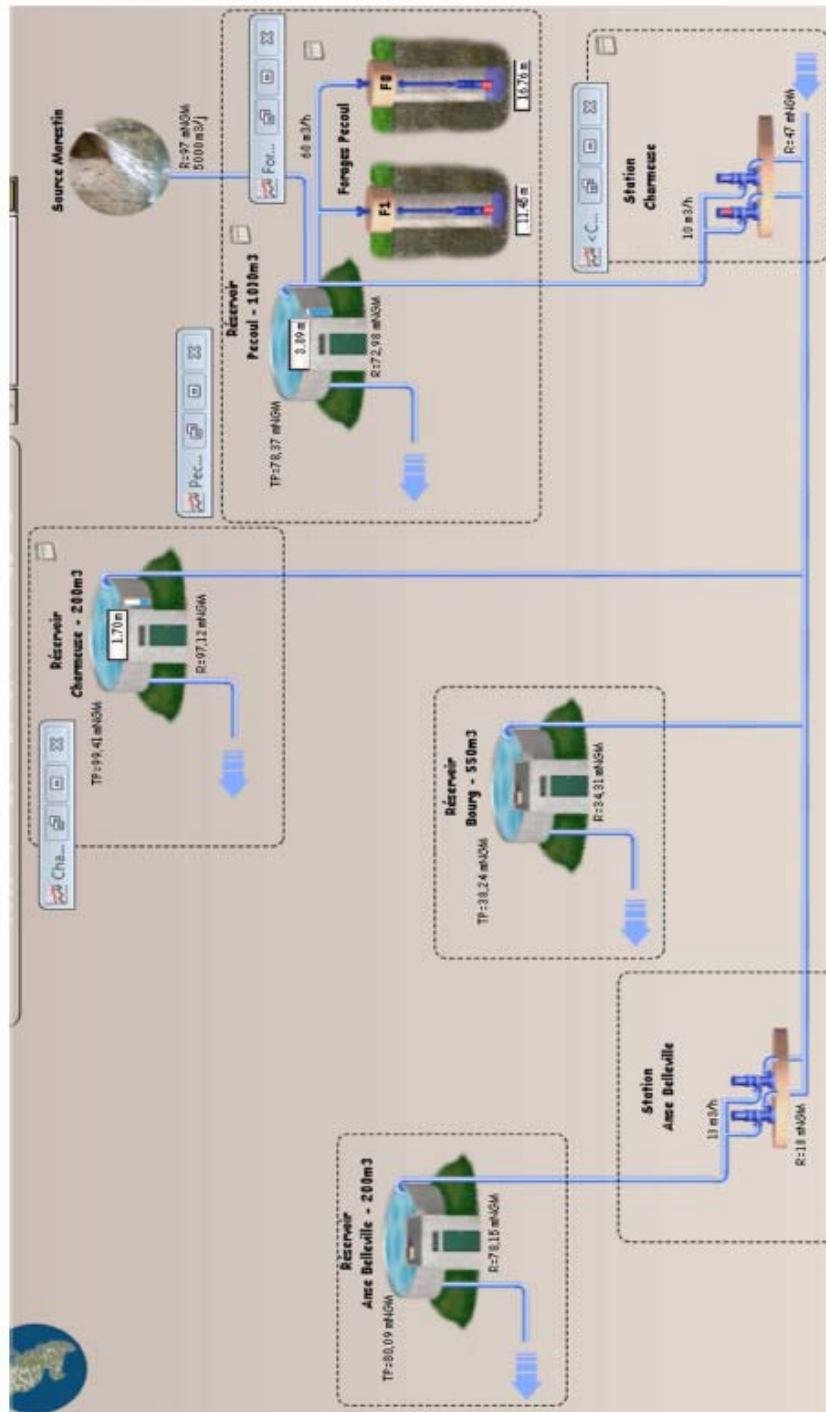 Source Morestin
R=97 mNGM
5000m3/j
For...
60 m3/h
F1
F8
11.45 m
16.76 m
Forages Pecoul
Pec...
Réservoir
Pecoul - 1000m3
TP=78,37 mNGM
3.89 m
R=72,98 mNGM
<C...
Station
Charmeuse
10 m3/h
R=47 mNGM
Cha...
Réservoir
Charmeuse - 200m3
TP=99,41 mNGM
1.70 m
R=97,12 mNGM
Réservoir
Bourg - 550m3
TP=38,24 mNGM
R=34,31 mNGM
Réservoir
Anse Belleville - 200m3
TP=80,09 mNGM
R=78,15 mNGM
Station
Anse Belleville
13 m3/h
R=18 mNGM